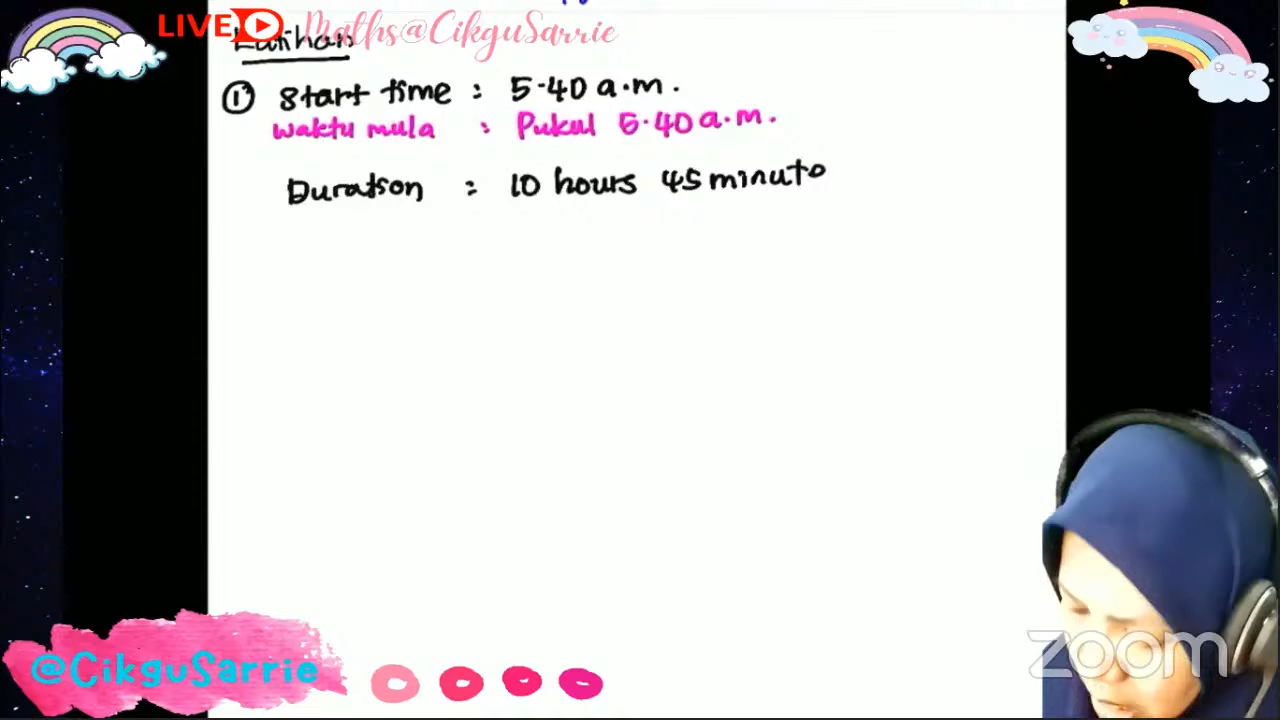 LIVE Maths@CikguSarrie
Latihan
1 Start time : 5.40 a.m.
Waktu mula : Pukul 5.40 a.m.
Duration : 10 hours 45 minute
zoom
@CikguSarrie